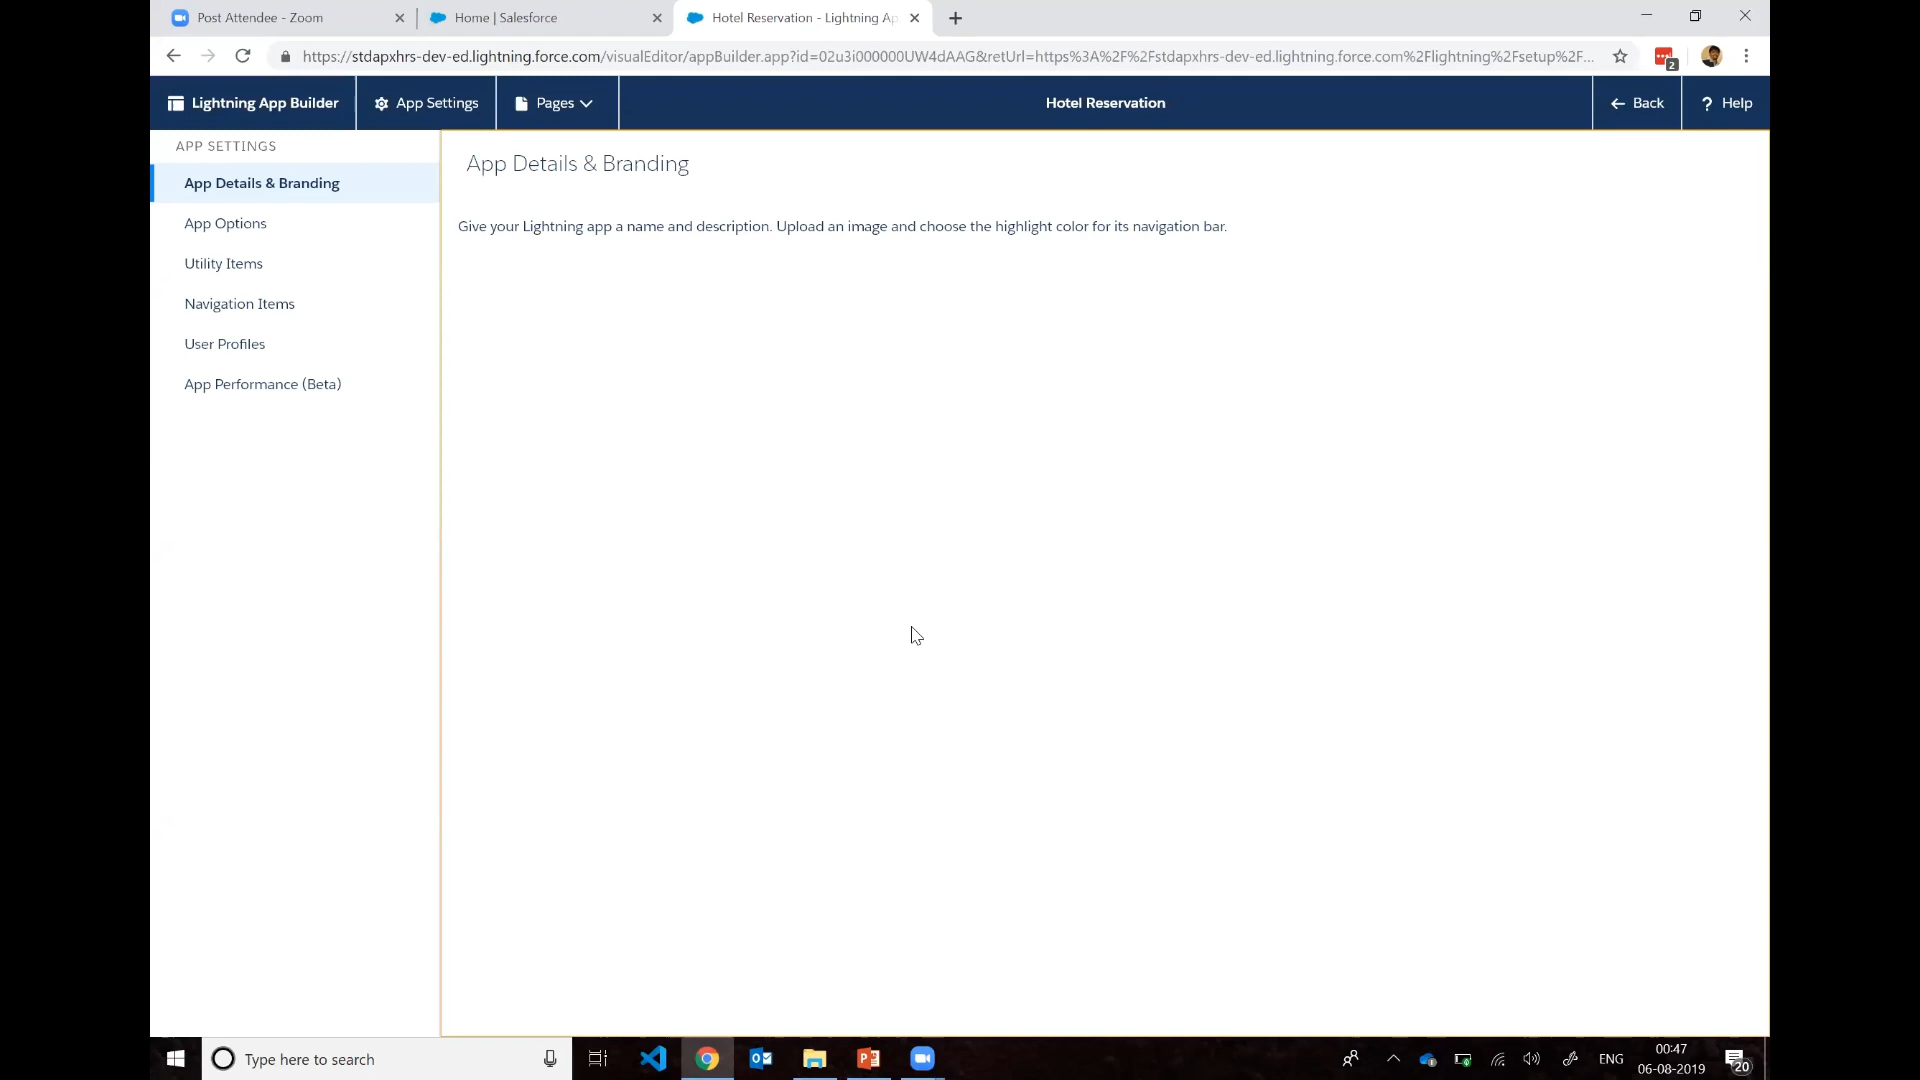 Post Attendee - Zoom
Home | Salesforce
Hotel Reservation - Lightning Ap
https://stdapxhrs-dev-ed.lightning.force.com/visualEditor/appBuilder.app?id=02u3i000000UW4dAAG&retUrl=https%3A%2F%2Fstdapxhrs-dev-ed.lightning.force.com%2Flightning%2Fsetup%2F...
2
Lightning App Builder
App Settings
Pages
Hotel Reservation
Back
? Help
APP SETTINGS
App Details & Branding
App Options
Utility Items
Navigation Items
User Profiles
App Performance (Beta)
App Details & Branding
Give your Lightning app a name and description. Upload an image and choose the highlight color for its navigation bar.
Type here to search
ENG
00:47
06-08-2019
20